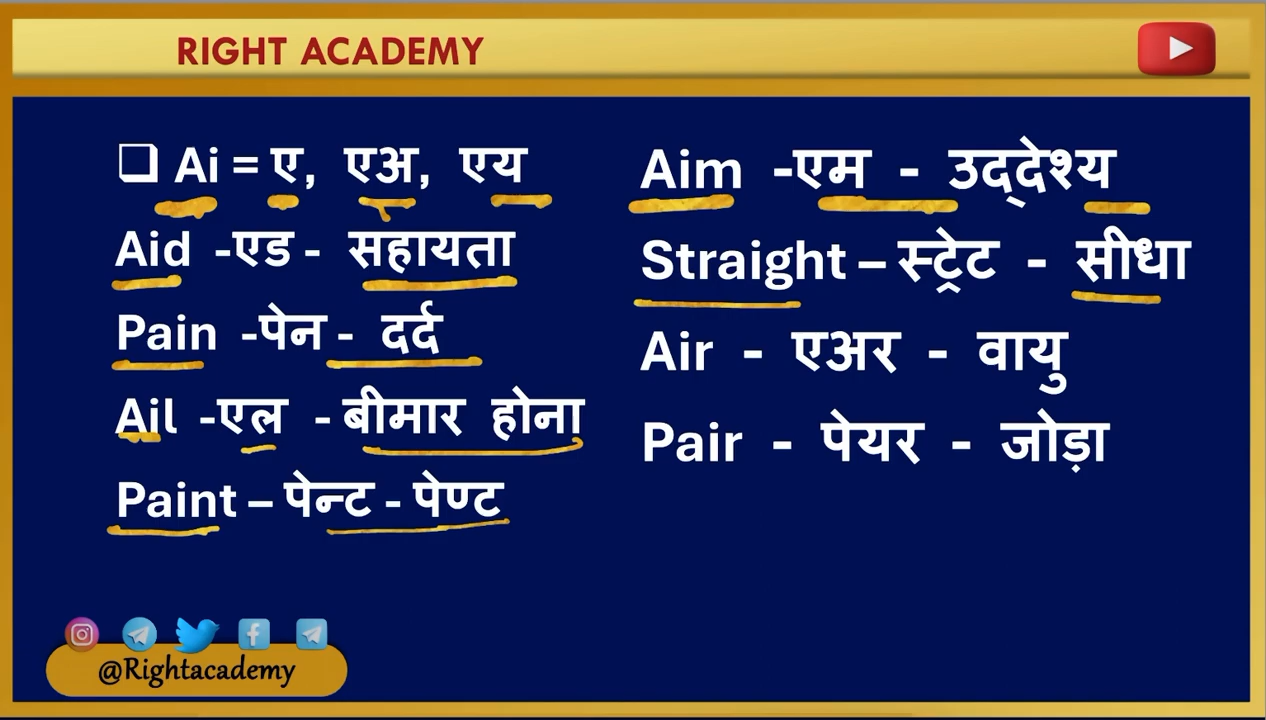 RIGHT ACADEMY
❑ Ai = ए, एअ, एय
Aid -एड - सहायता
Pain -पेन - दर्द
Ail -एल - बीमार होना
Paint – पेन्ट - पेण्ट
Aim -एम - उद्देश्य
Straight – स्ट्रेट - सीधा
Air - एअर - वायु
Pair - पेयर - जोड़ा
@Rightacademy